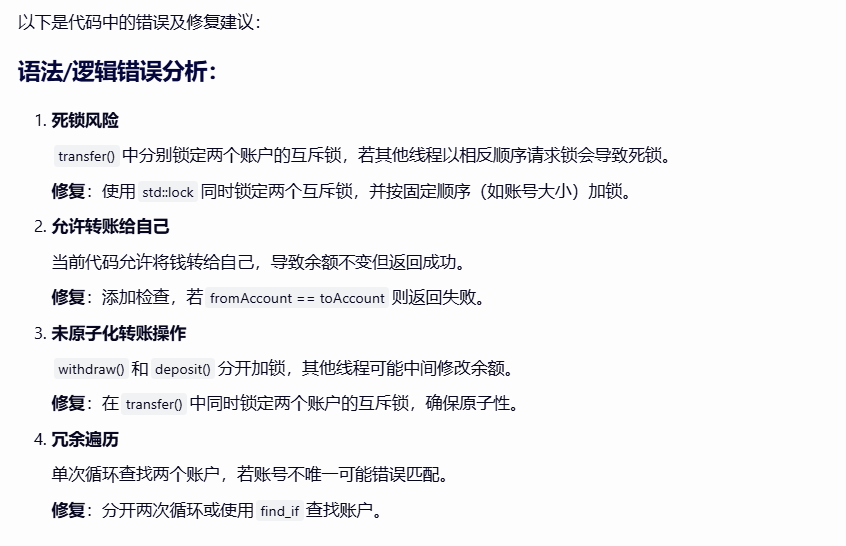 以下是代码中的错误及修复建议：
语法/逻辑错误分析：
1. 死锁风险
transfer() 中分别锁定两个账户的互斥锁，若其他线程以相反顺序请求锁会导致死锁。
修复：使用 std::lock 同时锁定两个互斥锁，并按固定顺序（如账号大小）加锁。
2. 允许转账给自己
当前代码允许将钱转给自己，导致余额不变但返回成功。
修复：添加检查，若 fromAccount == toAccount 则返回失败。
3. 未原子化转账操作
withdraw() 和 deposit() 分开加锁，其他线程可能中间修改余额。
修复：在 transfer() 中同时锁定两个账户的互斥锁，确保原子性。
4. 冗余遍历
单次循环查找两个账户，若账号不唯一可能错误匹配。
修复：分开两次循环或使用 find_if 查找账户。